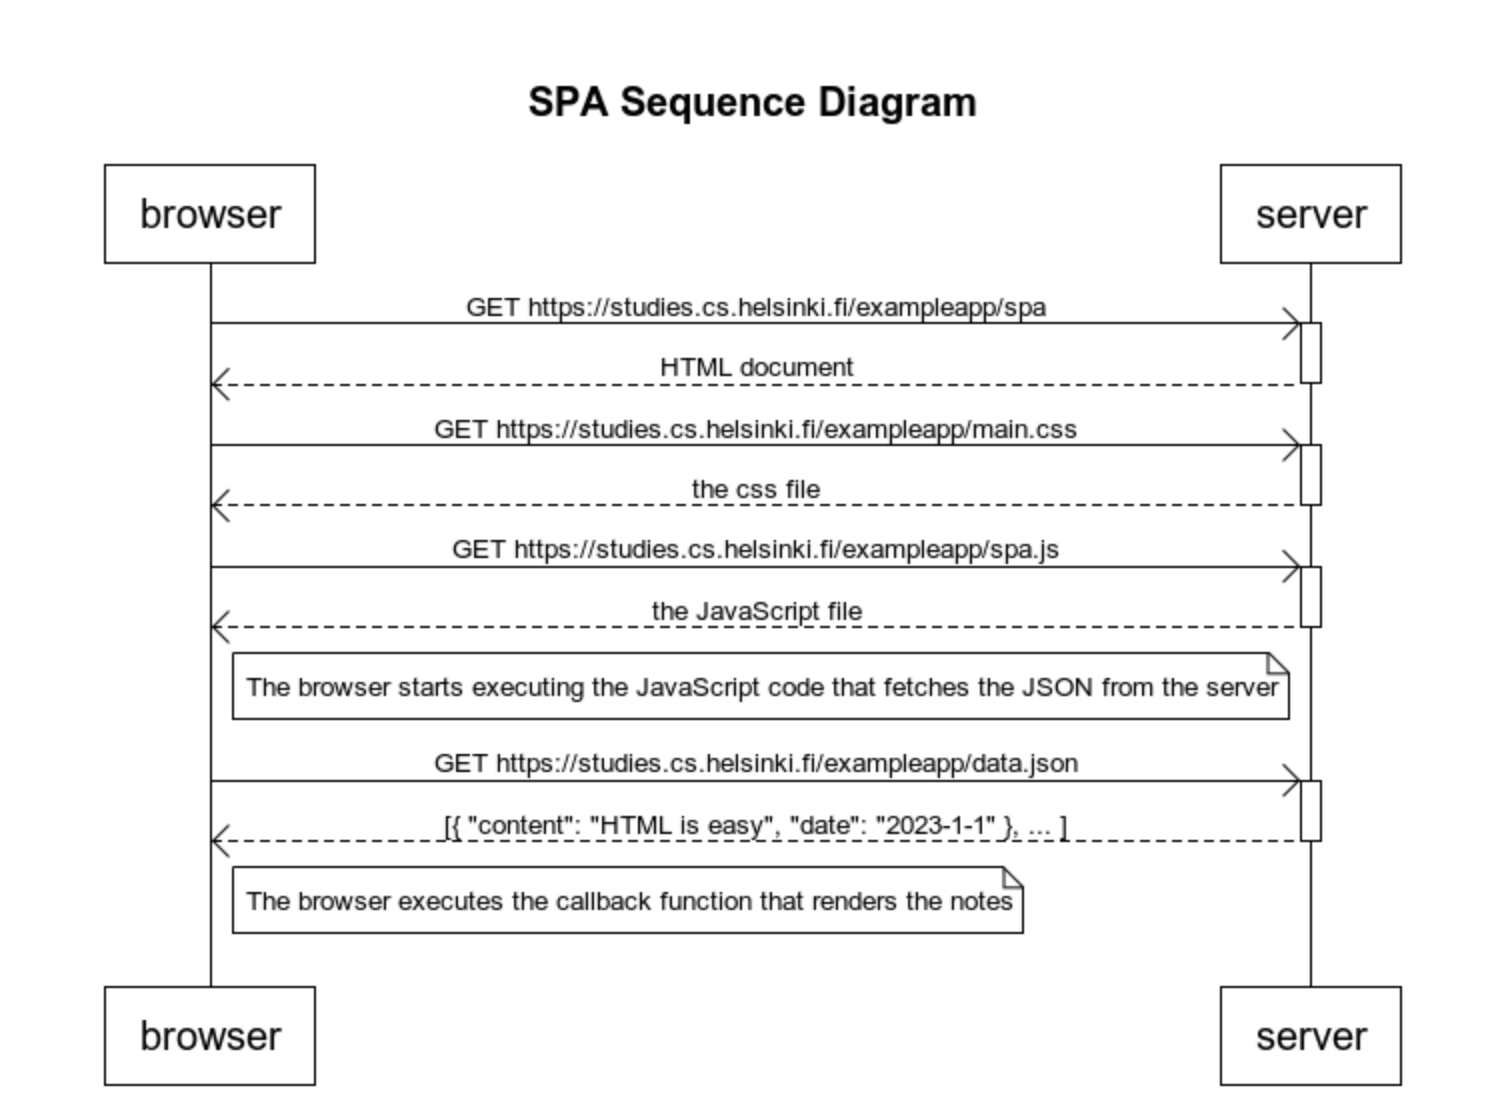 SPA Sequence Diagram
browser
server
GET https://studies.cs.helsinki.fi/exampleapp/spa
HTML document
GET https://studies.cs.helsinki.fi/exampleapp/main.css
the css file
GET https://studies.cs.helsinki.fi/exampleapp/spa.js
the JavaScript file
The browser starts executing the JavaScript code that fetches the JSON from the server
GET https://studies.cs.helsinki.fi/exampleapp/data.json
[{ "content": "HTML is easy", "date": "2023-1-1" }, ... ]
The browser executes the callback function that renders the notes
browser
server